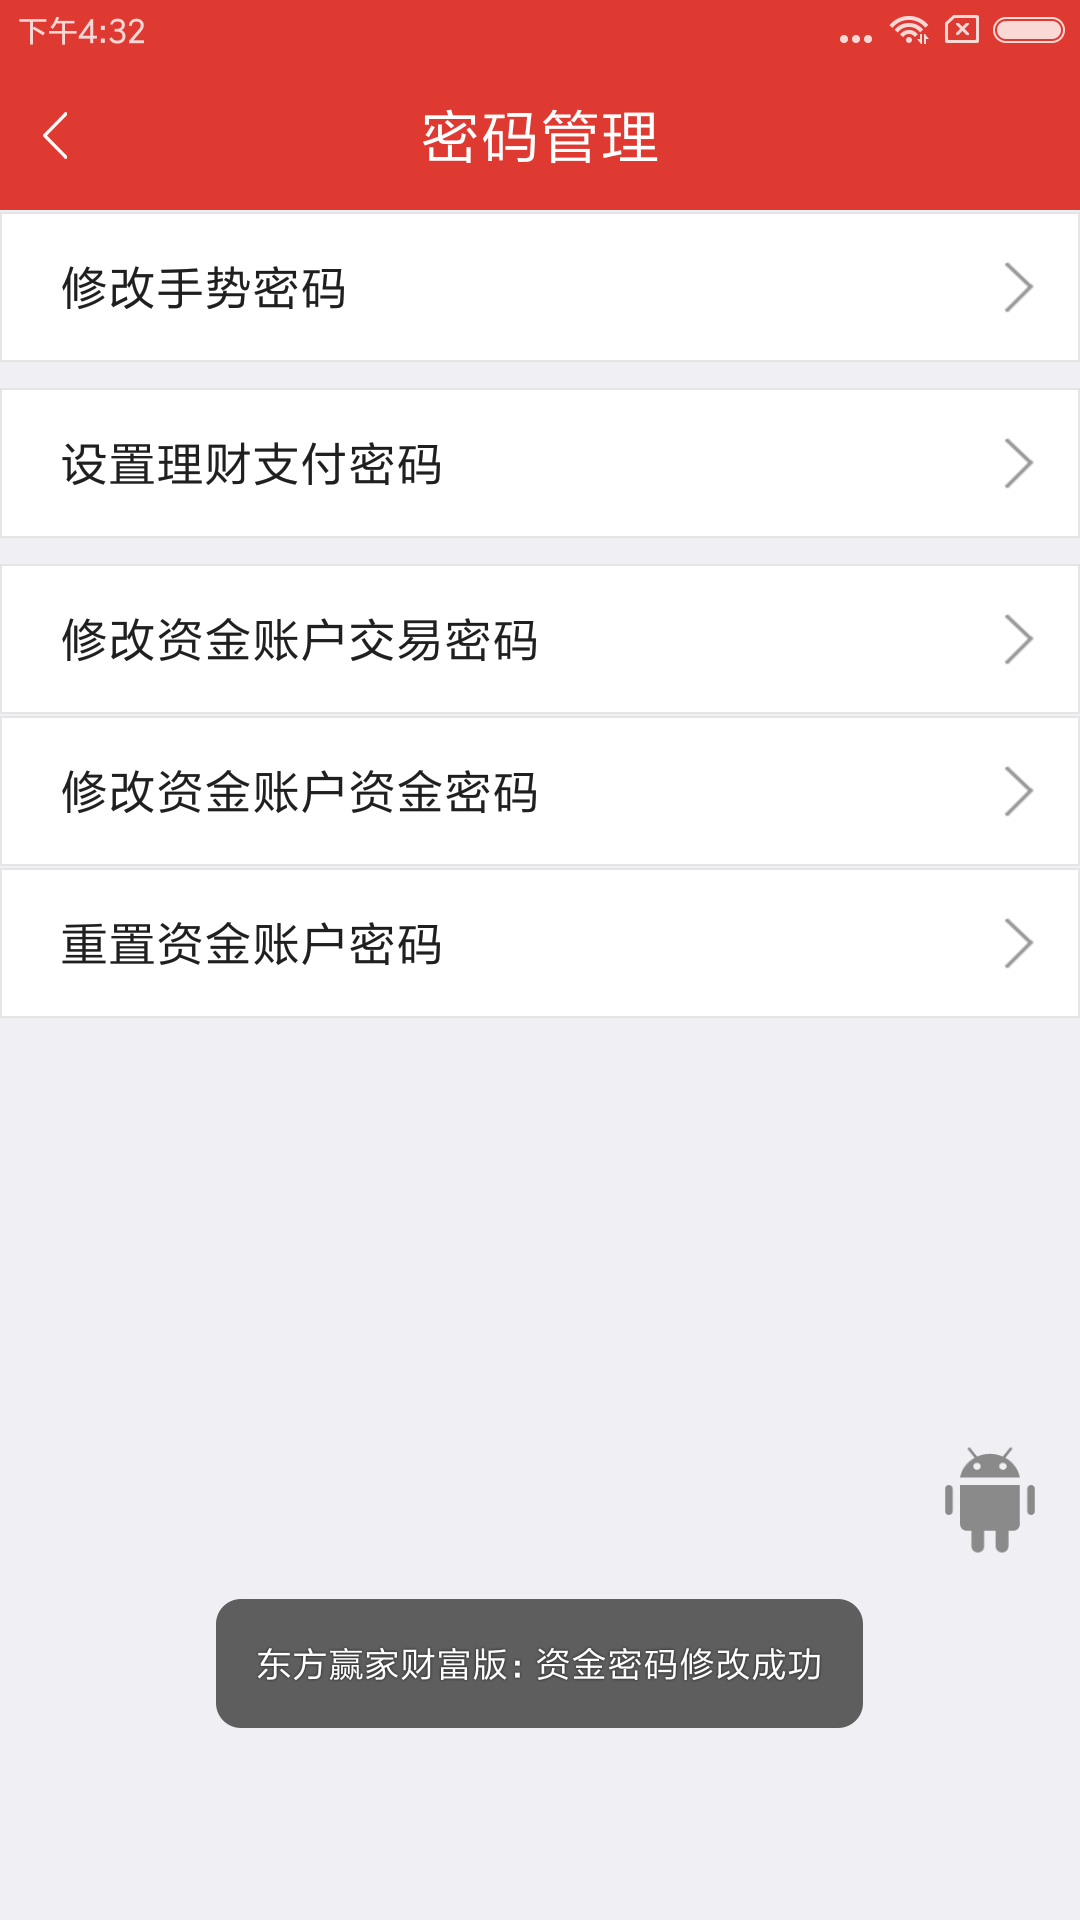 下午4:32
密码管理
修改手势密码
设置理财支付密码
修改资金账户交易密码
修改资金账户资金密码
重置资金账户密码
东方赢家财富版：资金密码修改成功